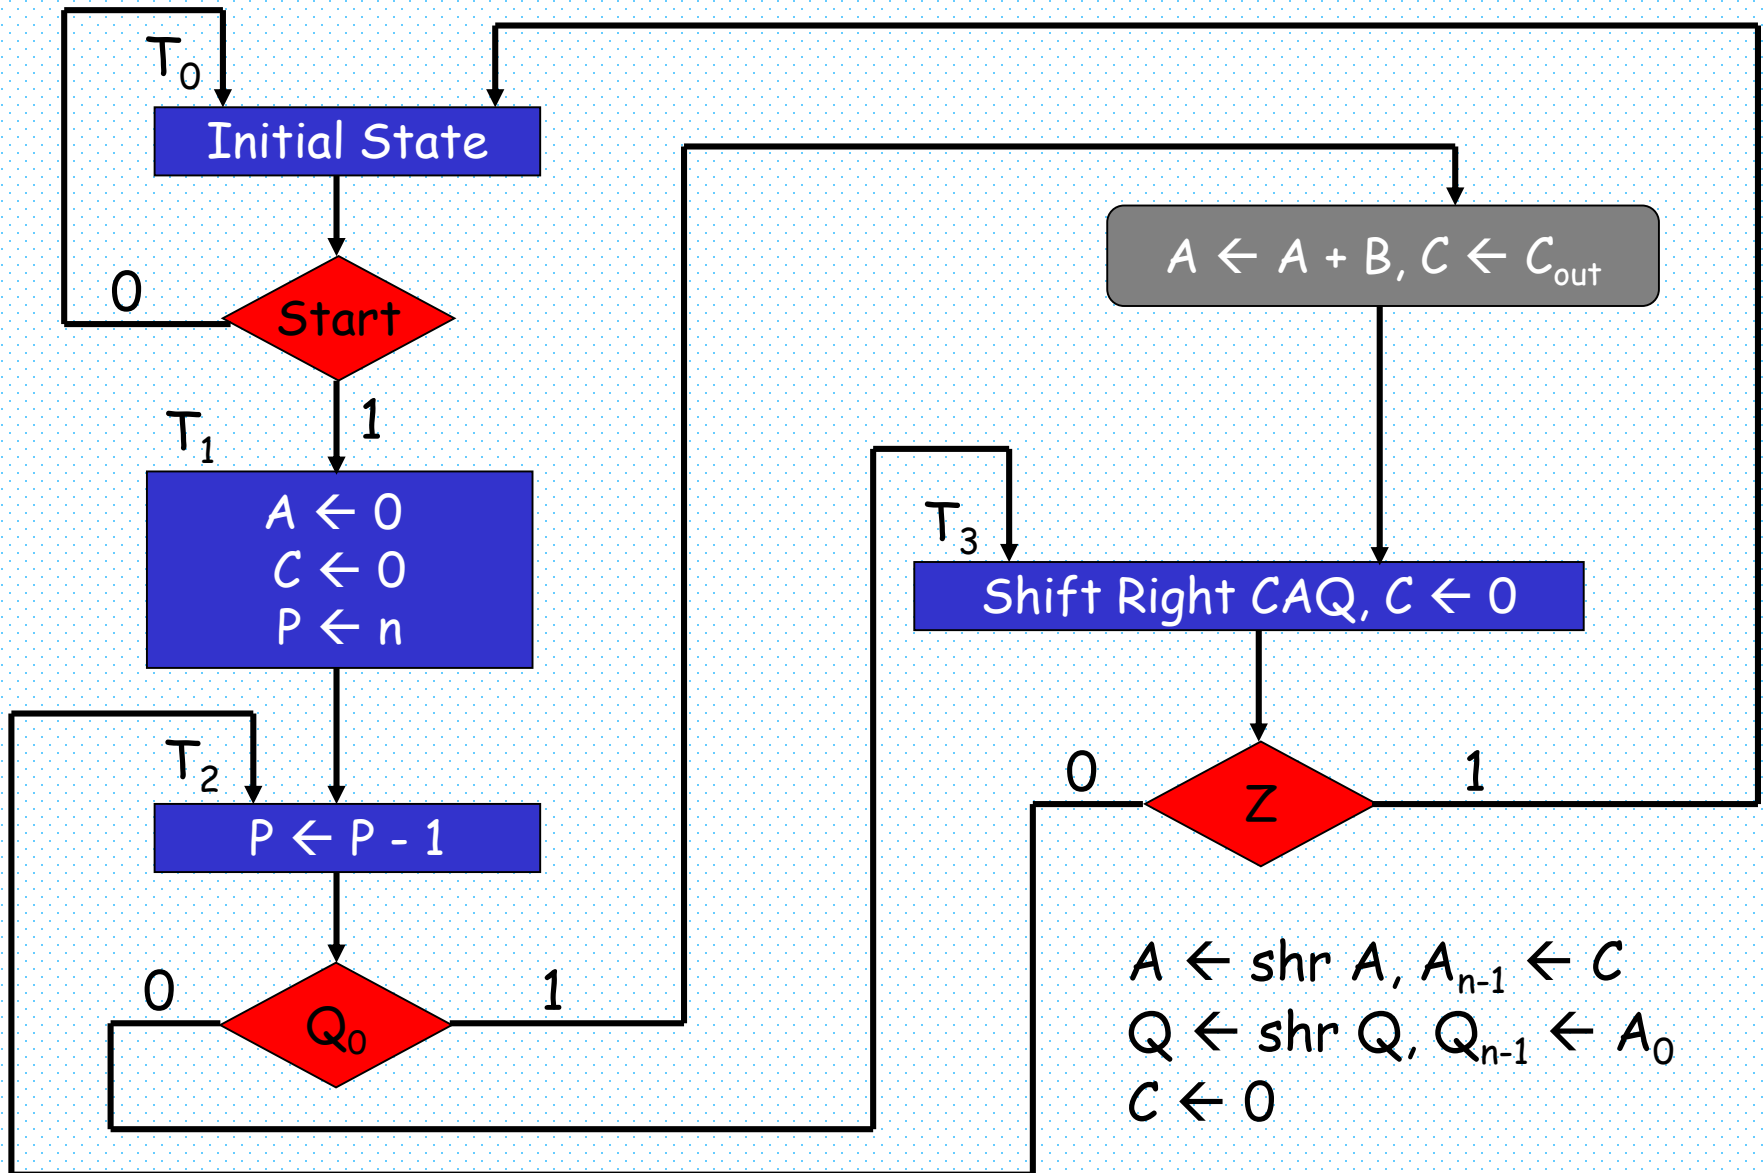 T₀
Initial State
0
Start
1
T₁
A ← 0
C ← 0
P ← n
T₂
P ← P - 1
0
1
Q₀
A ← A + B, C ← Cout
T₃
Shift Right CAQ, C ← 0
0
1
Z
A ← shr A, An-1 ← C
Q ← shr Q, Qn-1 ← A₀
C ← 0